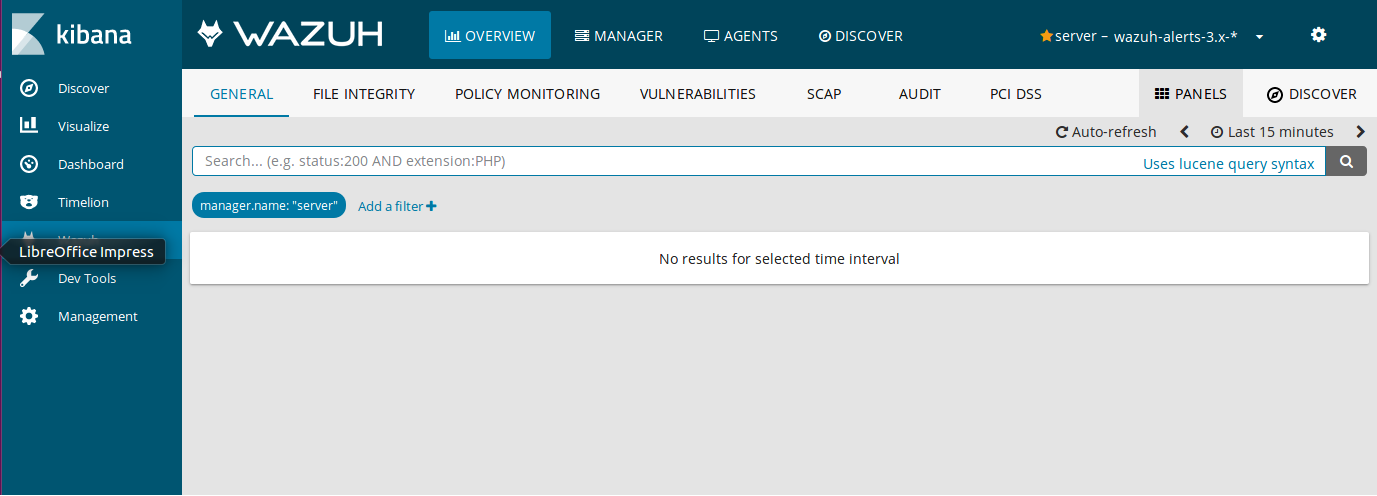 kibana
Discover
Visualize
Dashboard
Timelion
LibreOffice Impress
Dev Tools
Management
WAZUH
OVERVIEW MANAGER AGENTS DISCOVER server – wazuh-alerts-3.x-*
GENERAL FILE INTEGRITY POLICY MONITORING VULNERABILITIES SCAP AUDIT PCI DSS PANELS DISCOVER
Auto-refresh Last 15 minutes
Search... (e.g. status:200 AND extension:PHP) Uses lucene query syntax
manager.name: "server" Add a filter
No results for selected time interval